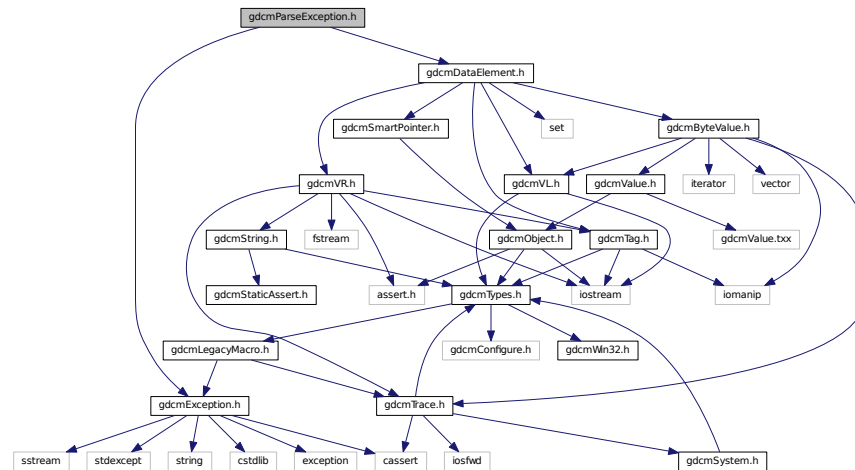 gdcmParseException.h
gdcmDataElement.h
gdcmSmartPointer.h
set
gdcmByteValue.h
gdcmVR.h
gdcmVL.h
gdcmValue.h
iterator
vector
gdcmString.h
fstream
gdcmObject.h
gdcmTag.h
gdcmValue.txx
gdcmStaticAssert.h
assert.h
gdcmTypes.h
iostream
iomanip
gdcmLegacyMacro.h
gdcmConfigure.h
gdcmWin32.h
gdcmException.h
gdcmTrace.h
sstream
stdexcept
string
cstdlib
exception
cassert
iosfwd
gdcmSystem.h